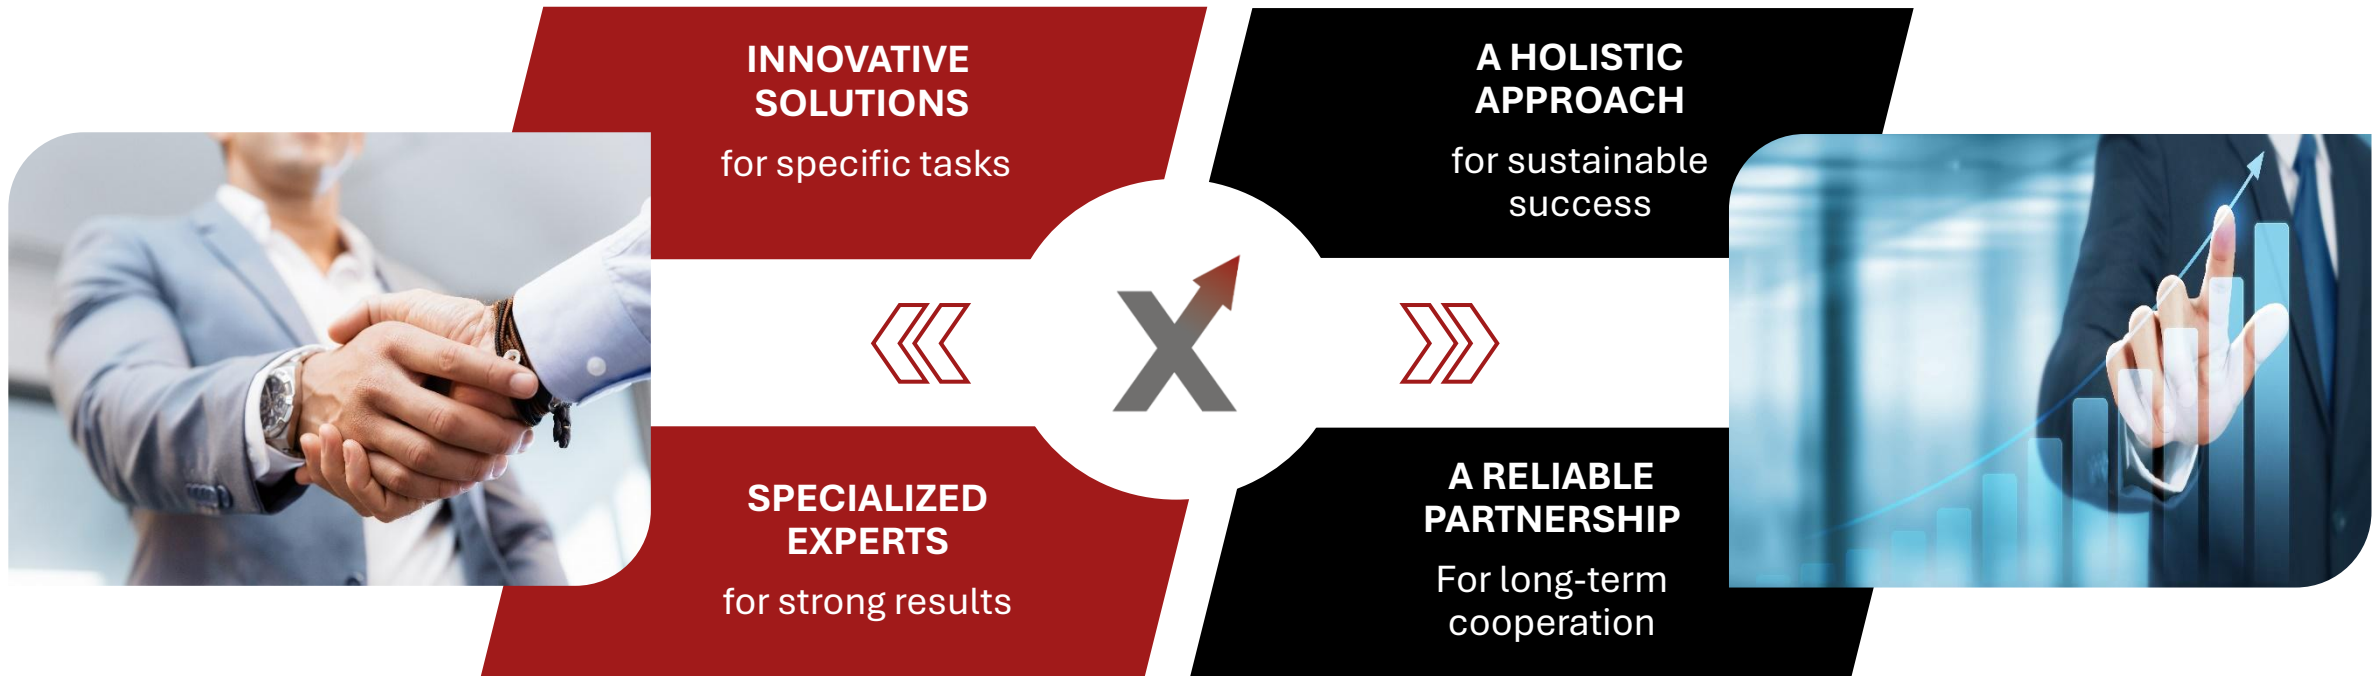 INNOVATIVE
SOLUTIONS
for specific tasks
A HOLISTIC
APPROACH
for sustainable
success
X
SPECIALIZED
EXPERTS
for strong results
A RELIABLE
PARTNERSHIP
For long-term
cooperation